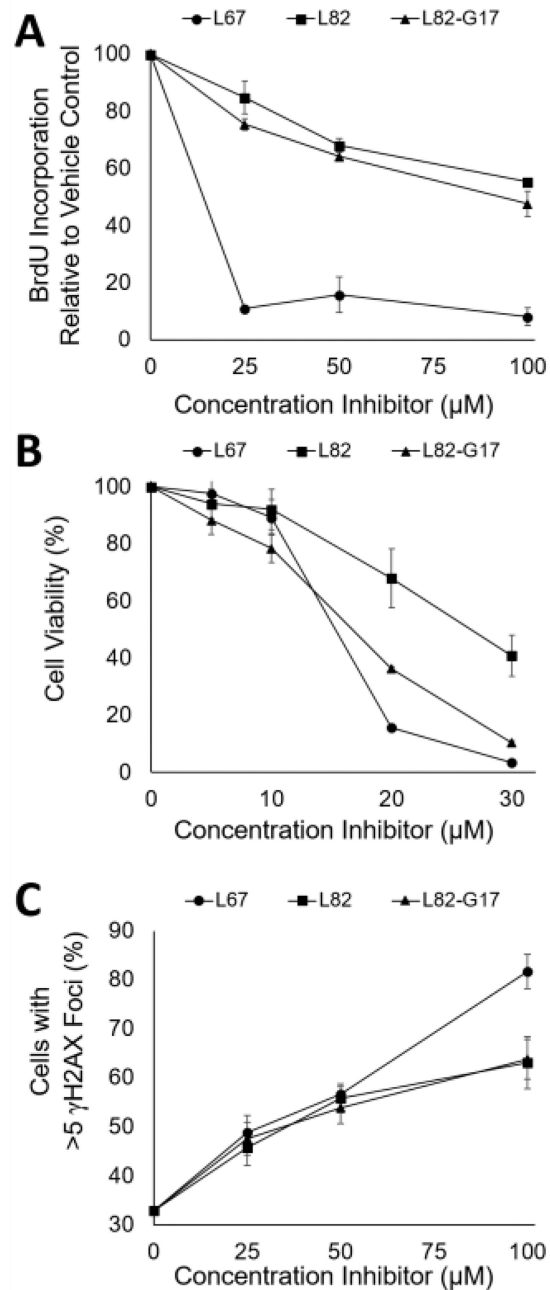 A
L67 L82 L82-G17
BrdU Incorporation
Relative to Vehicle Control
100
80
60
40
20
0
0 25 50 75 100
Concentration Inhibitor (µM)
B
L67 L82 L82-G17
Cell Viability (%)
100
80
60
40
20
0
0 10 20 30
Concentration Inhibitor (µM)
C
L67 L82 L82-G17
Cells with
>5 γH2AX Foci (%)
90
80
70
60
50
40
30
0 25 50 75 100
Concentration Inhibitor (µM)